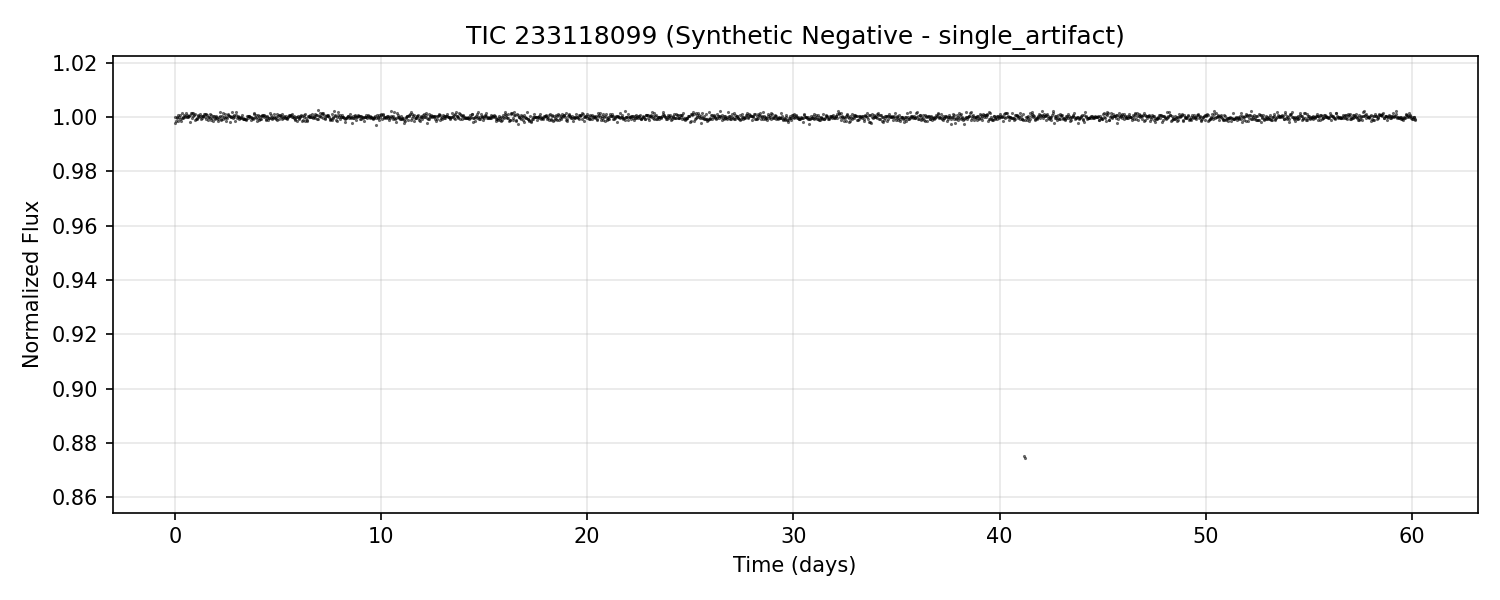 TIC 233118099 (Synthetic Negative - single_artifact)
1.02
1.00
0.98
0.96
0.94
0.92
0.90
0.88
0.86
Normalized Flux
0 10 20 30 40 50 60
Time (days)